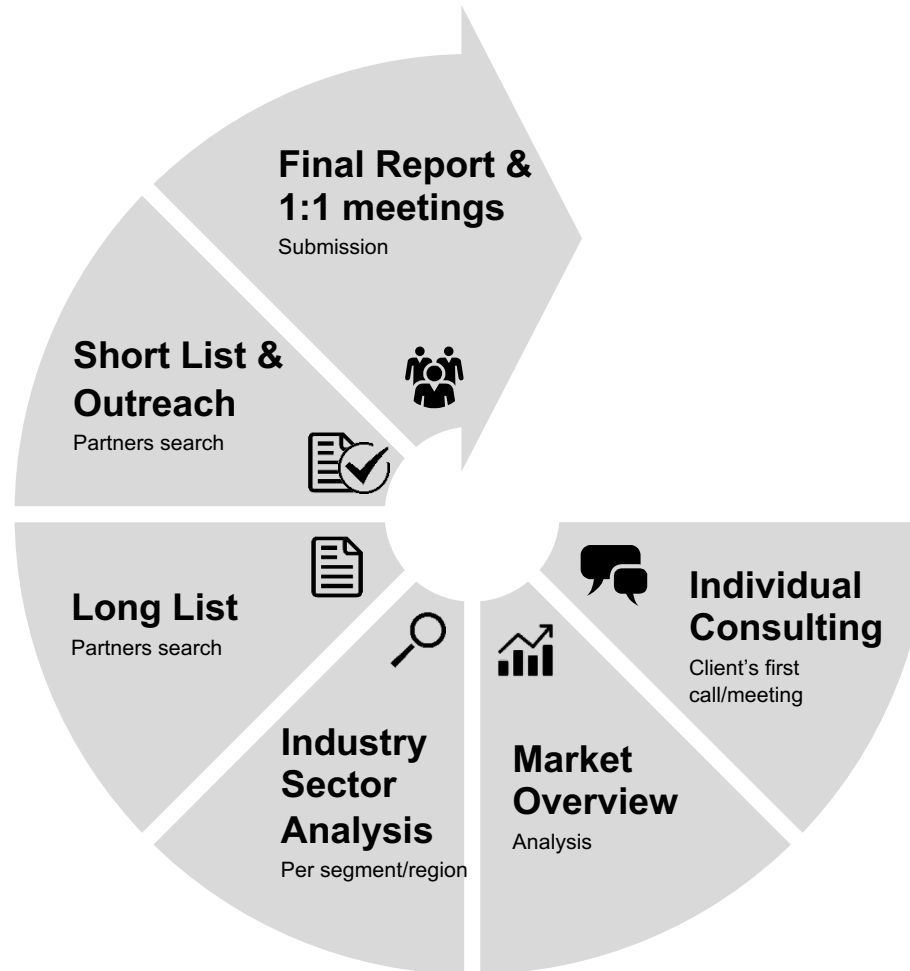 Final Report &
1:1 meetings
Submission
Short List &
Outreach
Partners search
Long List
Partners search
Industry
Sector
Analysis
Per segment/region
Market
Overview
Analysis
Individual
Consulting
Client’s first
call/meeting